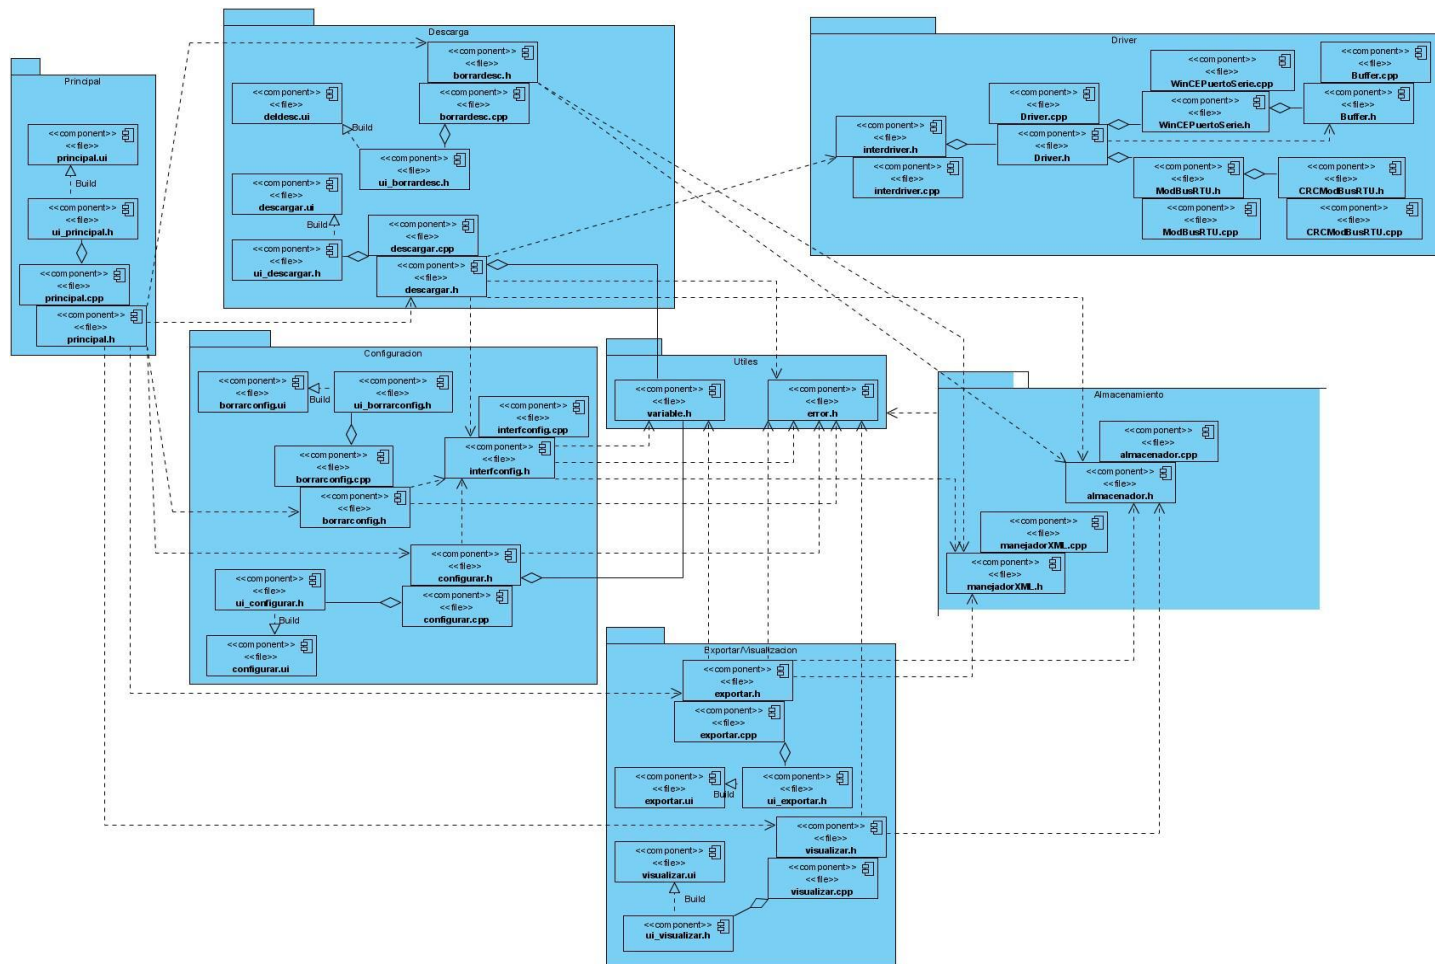 Principal
<<component>>
<<file>>
principal.ui
Build
<<component>>
<<file>>
ui_principal.h
<<component>>
<<file>>
principal.cpp
<<component>>
<<file>>
principal.h
Descarga
<<component>>
<<file>>
borrardesc.h
<<component>>
<<file>>
deldesc.ui
<<component>>
<<file>>
borrardesc.cpp
Build
<<component>>
<<file>>
ui_borrardesc.h
<<component>>
<<file>>
descargar.ui
Build
<<component>>
<<file>>
descargar.cpp
<<component>>
<<file>>
ui_descargar.h
<<component>>
<<file>>
descargar.h
Driver
<<component>>
<<file>>
WinCEPuertoSerie.cpp
<<component>>
<<file>>
Buffer.cpp
<<component>>
<<file>>
Driver.cpp
<<component>>
<<file>>
WinCEPuertoSerie.h
<<component>>
<<file>>
Buffer.h
<<component>>
<<file>>
interdriver.h
<<component>>
<<file>>
Driver.h
<<component>>
<<file>>
interdriver.cpp
<<component>>
<<file>>
ModBusRTU.h
<<component>>
<<file>>
CRCModBusRTU.h
<<component>>
<<file>>
ModBusRTU.cpp
<<component>>
<<file>>
CRCModBusRTU.cpp
Configuracion
<<component>>
<<file>>
borrarconfig.ui
Build
<<component>>
<<file>>
ui_borrarconfig.h
<<component>>
<<file>>
interfconfig.cpp
<<component>>
<<file>>
interfconfig.h
<<component>>
<<file>>
borrarconfig.cpp
<<component>>
<<file>>
borrarconfig.h
<<component>>
<<file>>
configurar.h
<<component>>
<<file>>
ui_configurar.h
<<component>>
<<file>>
configurar.cpp
Build
<<component>>
<<file>>
configurar.ui
Utiles
<<component>>
<<file>>
variable.h
<<component>>
<<file>>
error.h
Almacenamiento
<<component>>
<<file>>
almacenador.cpp
<<component>>
<<file>>
almacenador.h
<<component>>
<<file>>
manejadorXML.cpp
<<component>>
<<file>>
manejadorXML.h
Exportar/Visualizacion
<<component>>
<<file>>
exportar.h
<<component>>
<<file>>
exportar.cpp
<<component>>
<<file>>
exportar.ui
Build
<<component>>
<<file>>
ui_exportar.h
<<component>>
<<file>>
visualizar.h
<<component>>
<<file>>
visualizar.ui
<<component>>
<<file>>
visualizar.cpp
Build
<<component>>
<<file>>
ui_visualizar.h